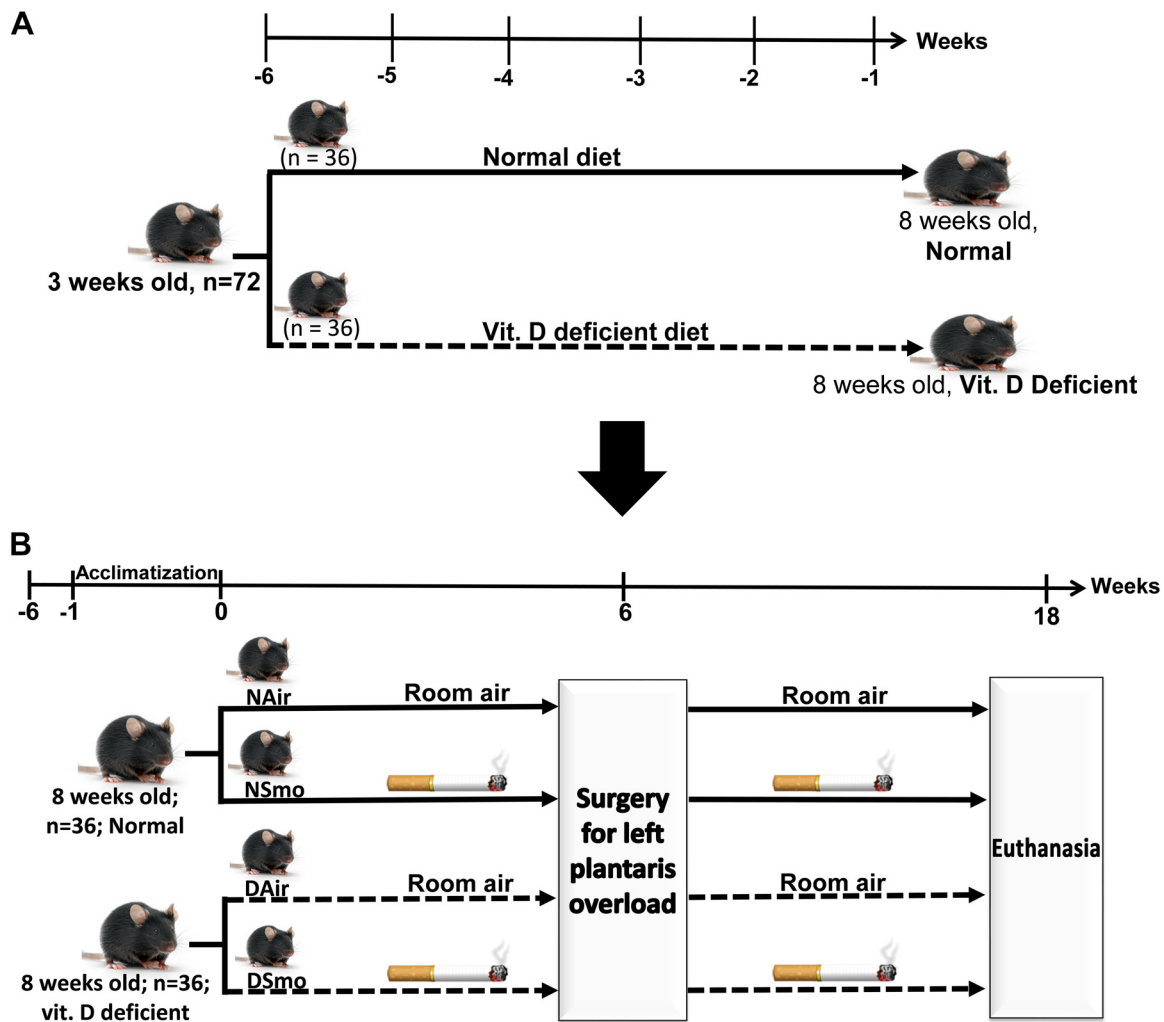 A
Weeks
-6 -5 -4 -3 -2 -1
(n = 36)
Normal diet
8 weeks old,
Normal
3 weeks old, n=72
(n = 36)
Vit. D deficient diet
8 weeks old, Vit. D Deficient
B
Acclimatization
Weeks
-6 -1 0 6 18
NAir
Room air
Room air
NSmo
8 weeks old;
n=36; Normal
Surgery
for left
plantaris
overload
Euthanasia
DAir
Room air
Room air
DSmo
8 weeks old; n=36;
vit. D deficient